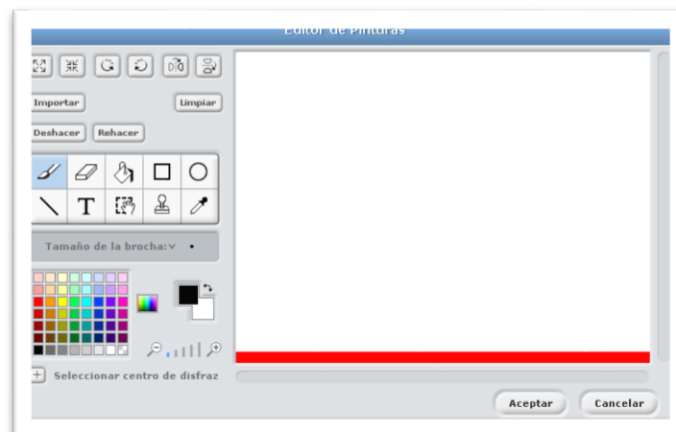 Editor de Pinturas
Importar
Limpiar
Deshacer
Rehacer
T
Tamaño de la brocha:
Seleccionar centro de disfraz
Aceptar
Cancelar